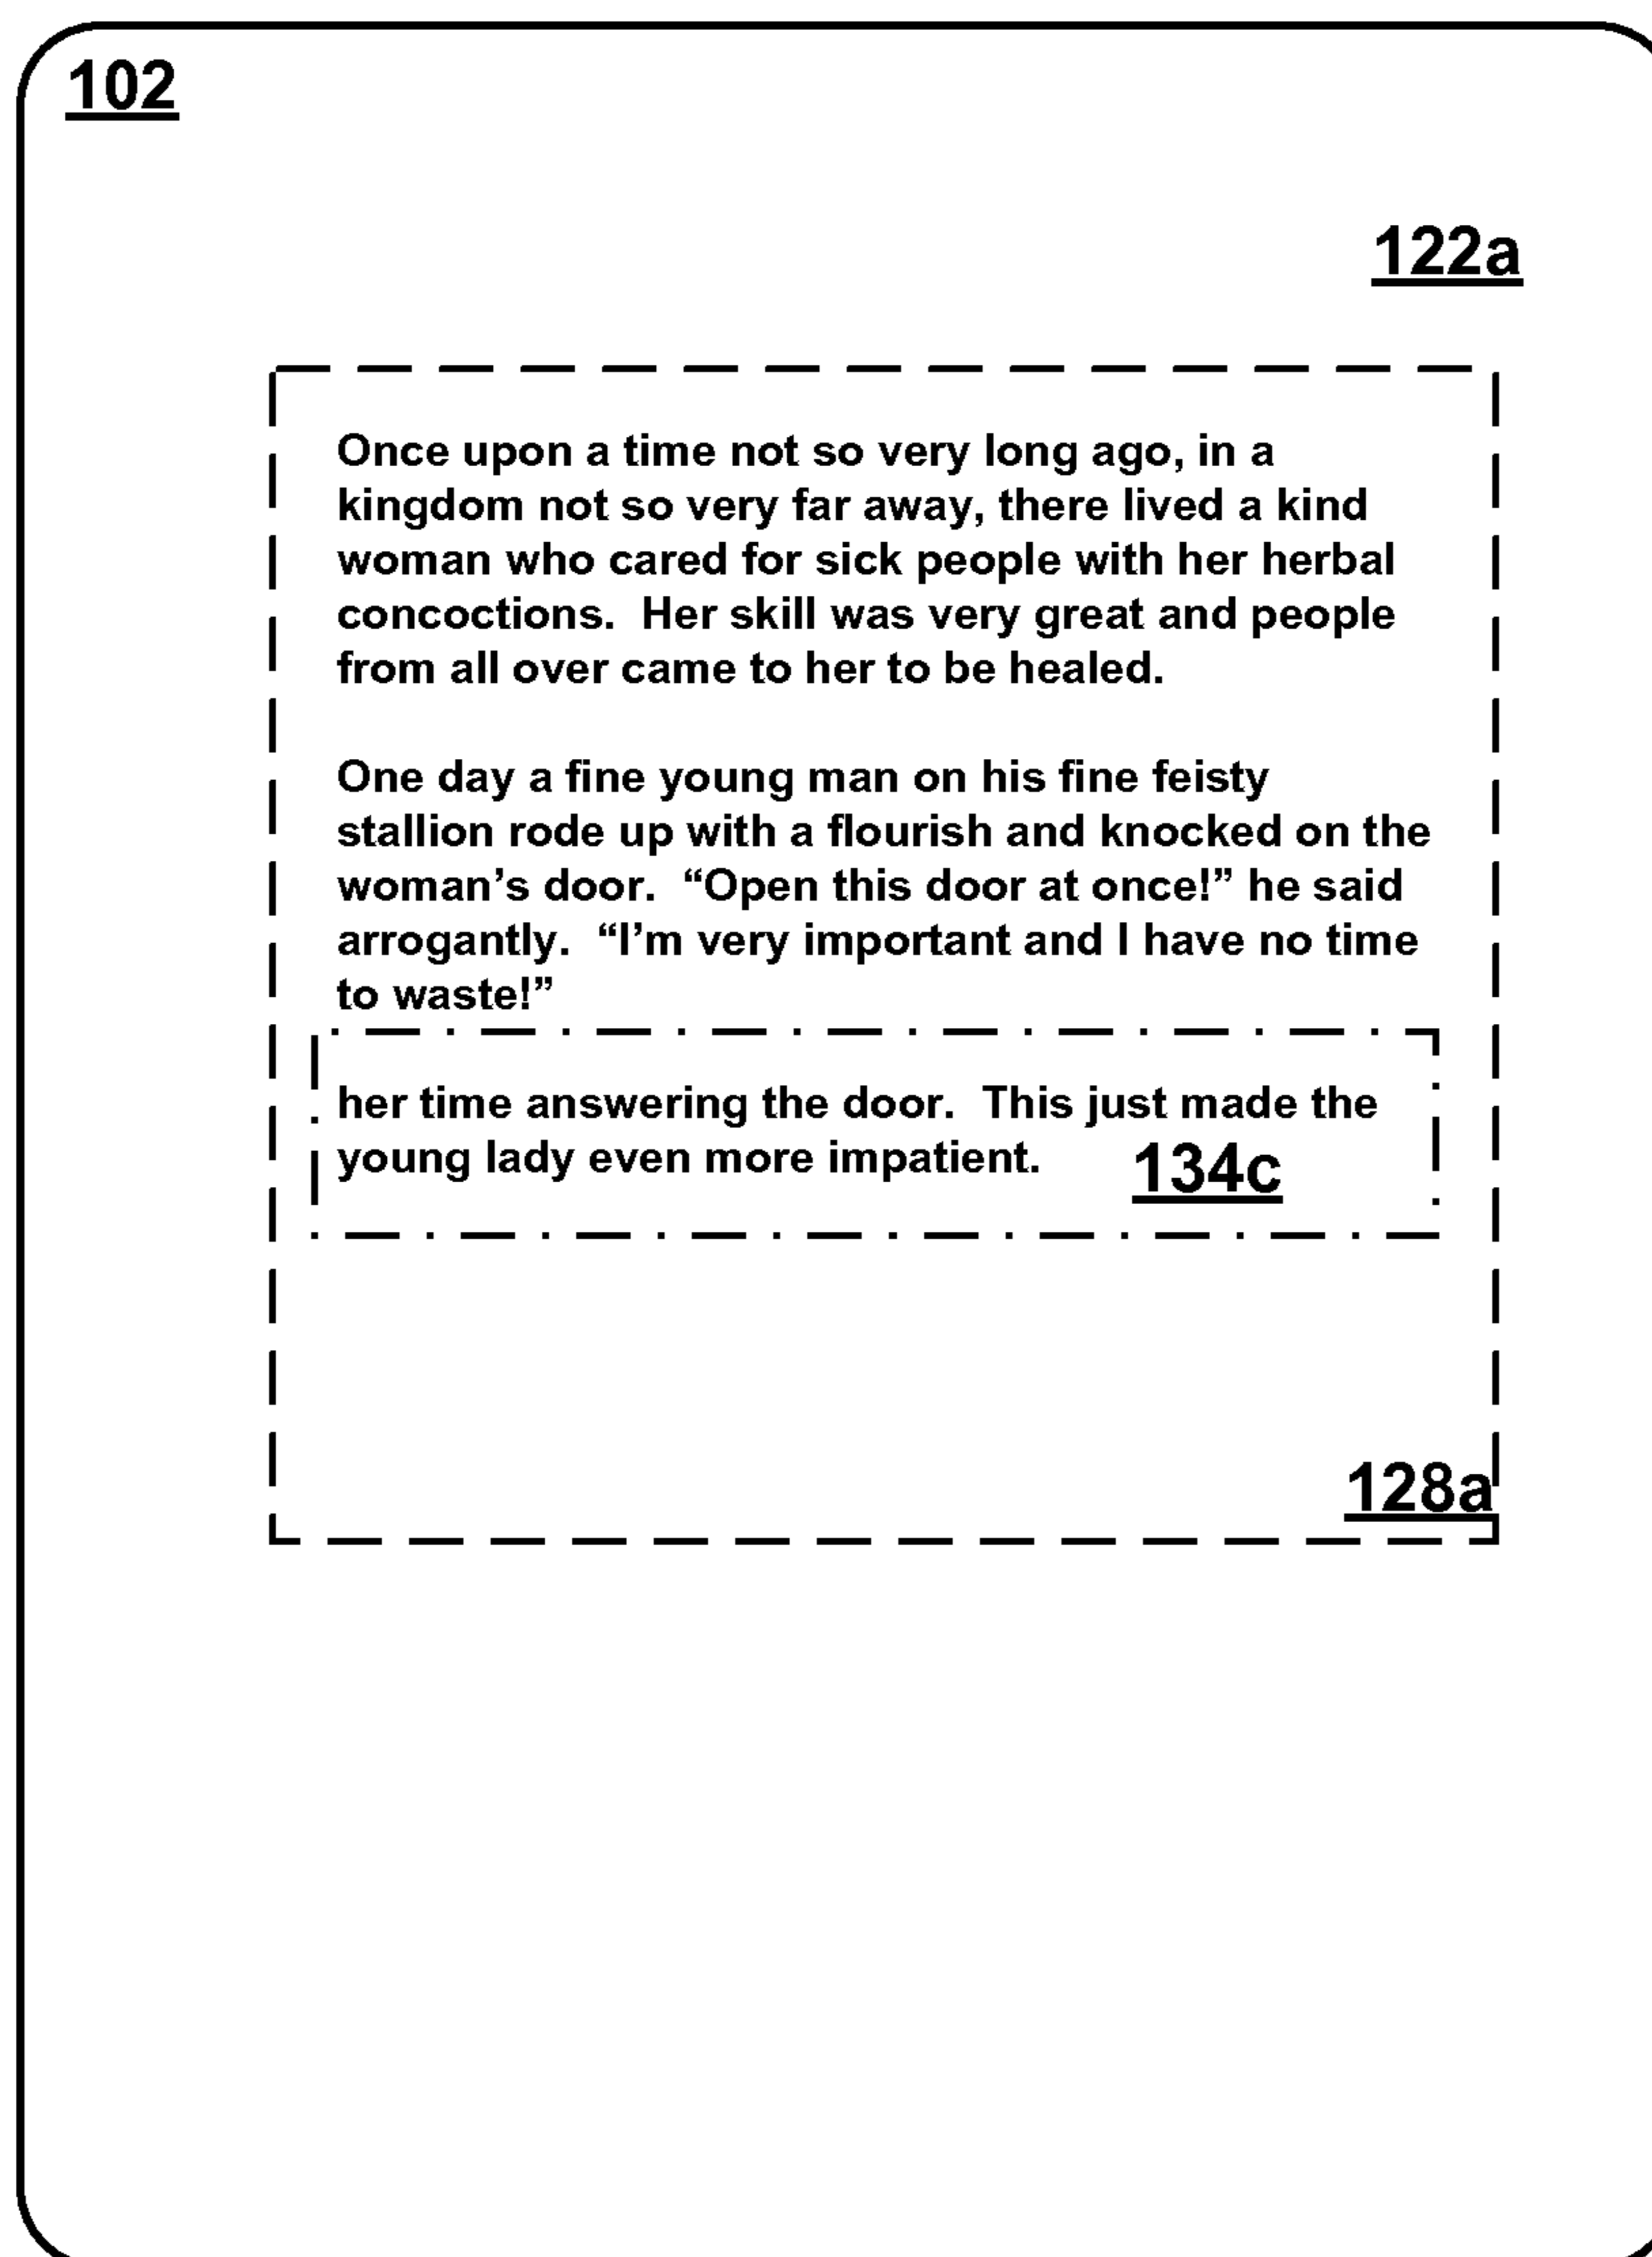 102
122a
Once upon a time not so very long ago, in a
kingdom not so very far away, there lived a kind
woman who cared for sick people with her herbal
concoctions.  Her skill was very great and people
from all over came to her to be healed.
One day a fine young man on his fine feisty
stallion rode up with a flourish and knocked on the
woman’s door.  “Open this door at once!” he said
arrogantly.  “I’m very important and I have no time
to waste!”
her time answering the door.  This just made the
young lady even more impatient.
134c
128a